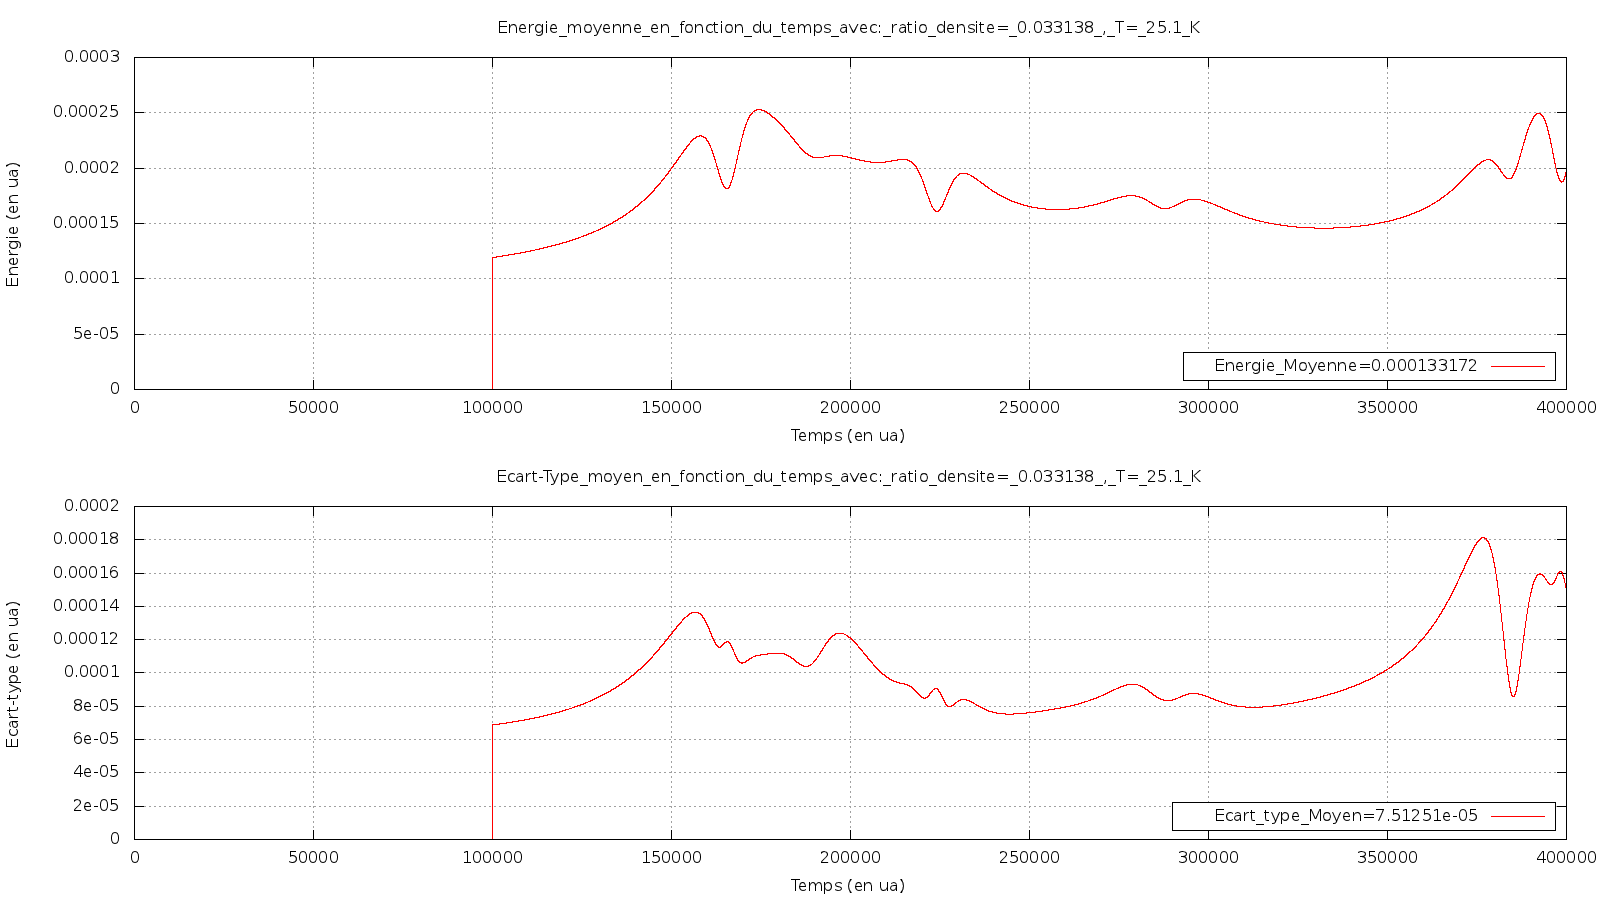 Energie_moyenne_en_fonction_du_temps_avec:_ratio_densite=_0.033138_,_T=_25.1_K
0.0003
0.00025
0.0002
0.00015
0.0001
5e-05
0
Energie (en ua)
Energie_Moyenne=0.000133172
0 50000 100000 150000 200000 250000 300000 350000 400000
Temps (en ua)
Ecart-Type_moyen_en_fonction_du_temps_avec:_ratio_densite=_0.033138_,_T=_25.1_K
0.0002
0.00018
0.00016
0.00014
0.00012
0.0001
8e-05
6e-05
4e-05
2e-05
0
Ecart-type (en ua)
Ecart_type_Moyen=7.51251e-05
0 50000 100000 150000 200000 250000 300000 350000 400000
Temps (en ua)